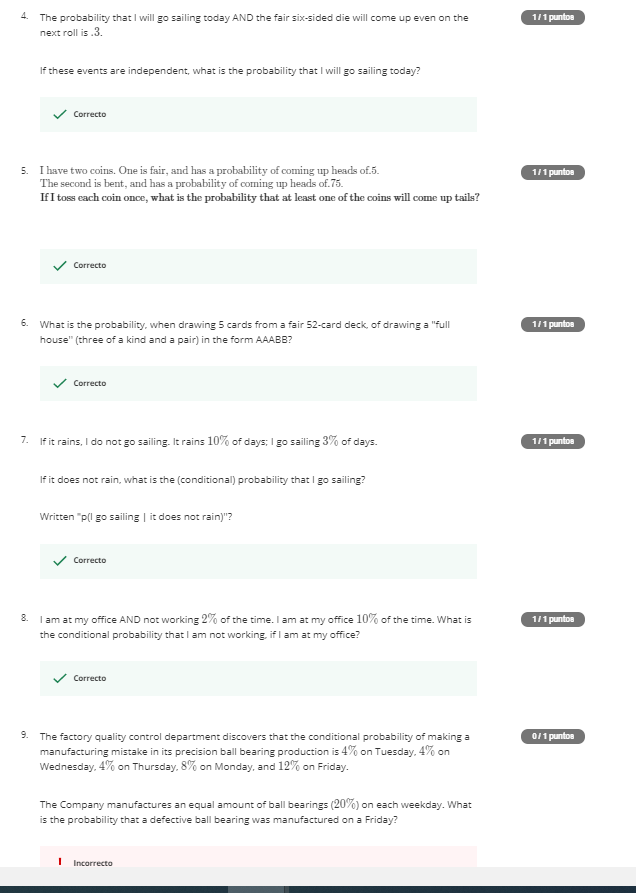 4. The probability that I will go sailing today AND the fair six-sided die will come up even on the
next roll is .3.
1 / 1 puntos
If these events are independent, what is the probability that I will go sailing today?
Correcto
5. I have two coins. One is fair, and has a probability of coming up heads of.5.
The second is bent, and has a probability of coming up heads of.75.
If I toss each coin once, what is the probability that at least one of the coins will come up tails?
1 / 1 puntos
Correcto
6. What is the probability, when drawing 5 cards from a fair 52-card deck, of drawing a "full
house" (three of a kind and a pair) in the form AAABB?
1 / 1 puntos
Correcto
7. If it rains, I do not go sailing. It rains 10% of days; I go sailing 3% of days.
1 / 1 puntos
If it does not rain, what is the (conditional) probability that I go sailing?
Written "p(I go sailing | it does not rain)"?
Correcto
8. I am at my office AND not working 2% of the time. I am at my office 10% of the time. What is
the conditional probability that I am not working, if I am at my office?
1 / 1 puntos
Correcto
9. The factory quality control department discovers that the conditional probability of making a
manufacturing mistake in its precision ball bearing production is 4% on Tuesday, 4% on
Wednesday, 4% on Thursday, 8% on Monday, and 12% on Friday.
0 / 1 puntos
The Company manufactures an equal amount of ball bearings (20%) on each weekday. What
is the probability that a defective ball bearing was manufactured on a Friday?
Incorrecto